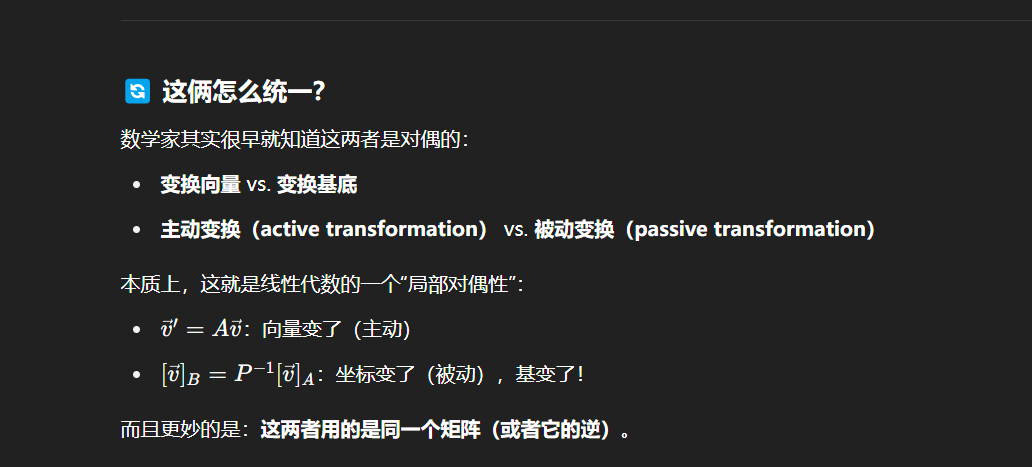 🔄 这俩怎么统一？
数学家其实很早就知道这两者是对偶的：
• 变换向量 vs. 变换基底
• 主动变换（active transformation） vs. 被动变换（passive transformation）
本质上，这就是线性代数的一个“局部对偶性”：
• $\vec{v}' = A\vec{v}$：向量变了（主动）
• $[\vec{v}]_B = P^{-1}[\vec{v}]_A$：坐标变了（被动），基变了！
而且更妙的是：这两者用的是同一个矩阵（或者它的逆）。